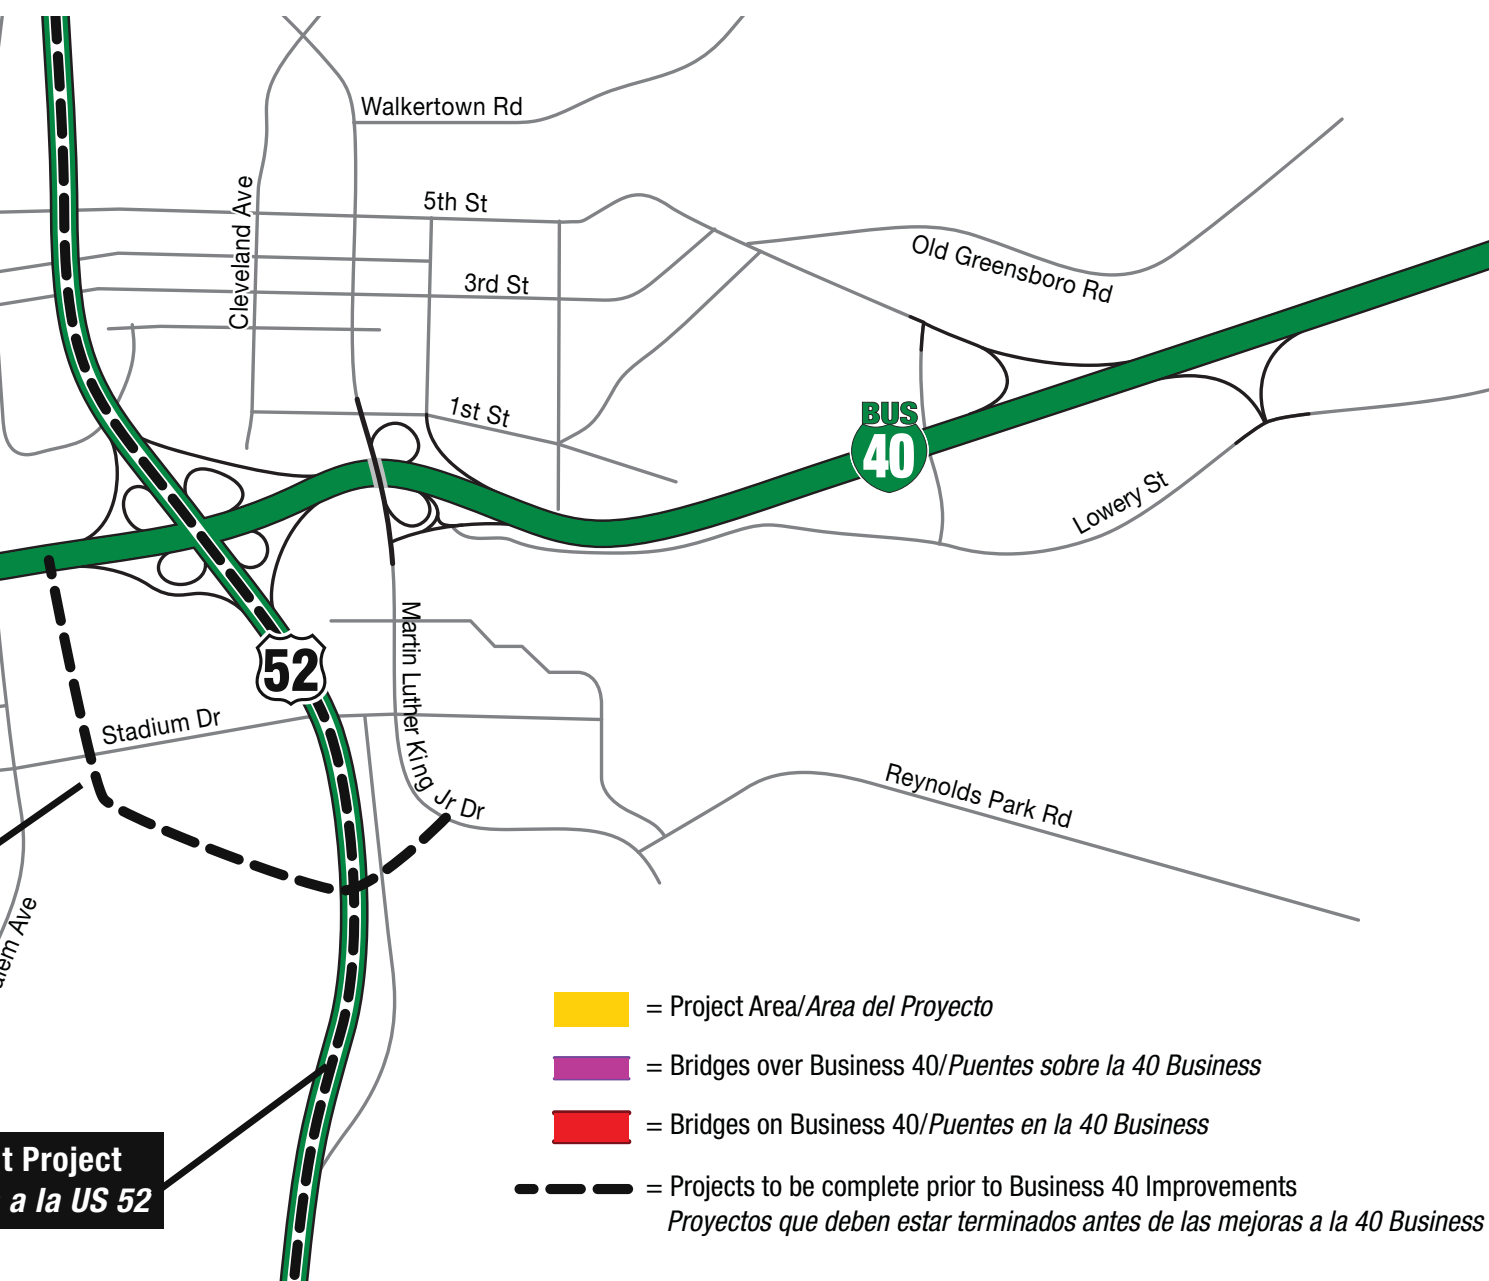 Walkertown Rd
Cleveland Ave
5th St
3rd St
Old Greensboro Rd
1st St
BUS
40
Lowery St
52
Martin Luther King Jr Dr
Stadium Dr
Reynolds Park Rd
Ave
= Project Area/Area del Proyecto
= Bridges over Business 40/Puentes sobre la 40 Business
= Bridges on Business 40/Puentes en la 40 Business
t Project
a la US 52
= Projects to be complete prior to Business 40 Improvements
Proyectos que deben estar terminados antes de las mejoras a la 40 Business